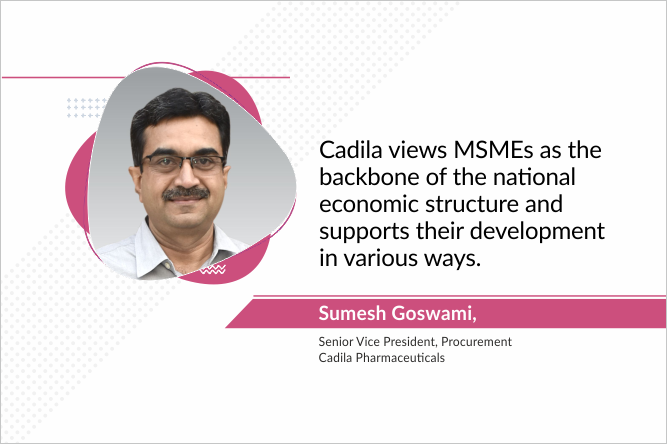 Cadila views MSMEs as the
backbone of the national
economic structure and
supports their development
in various ways.
Sumesh Goswami,
Senior Vice President, Procurement
Cadila Pharmaceuticals